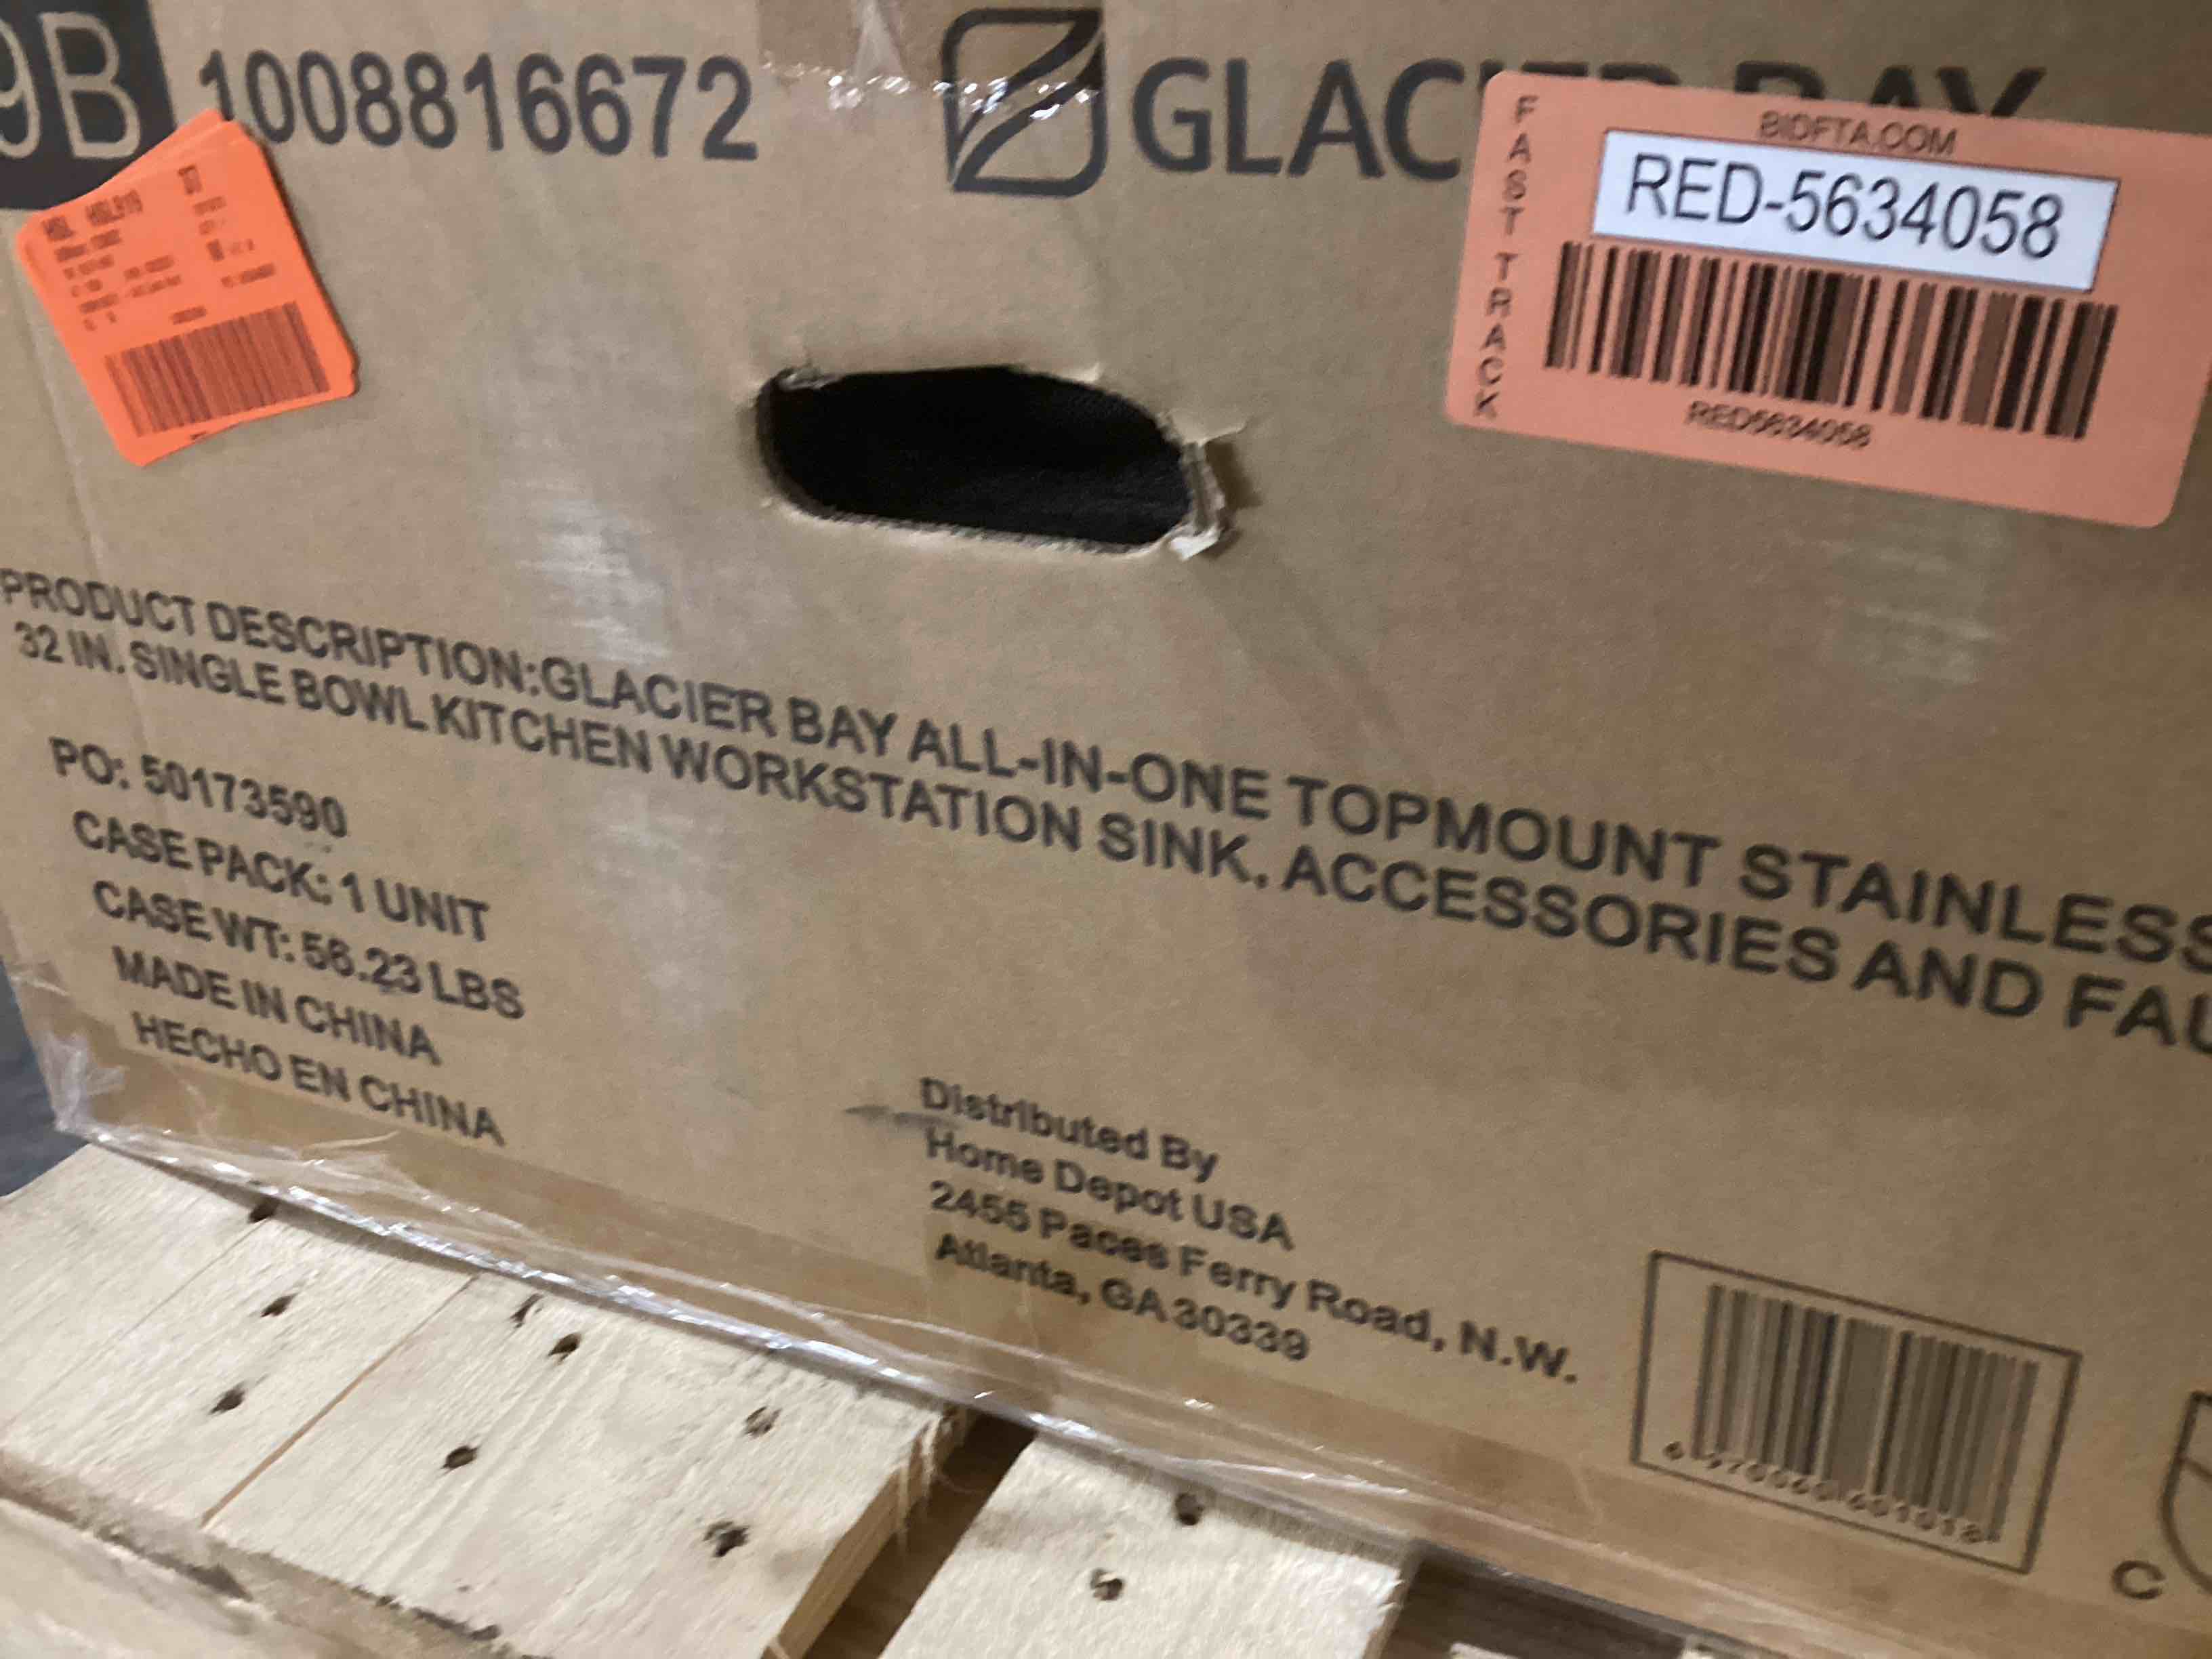 9B
1008816672
GLACIER BAY
BIDFTA.COM
FAST TRACK
RED-5634058
RED5634058
PRODUCT DESCRIPTION:GLACIER BAY ALL-IN-ONE TOPMOUNT STAINLESS
32 IN. SINGLE BOWL KITCHEN WORKSTATION SINK, ACCESSORIES AND FAU
PO: 50173590
CASE PACK: 1 UNIT
CASE WT: 56.23 LBS
MADE IN CHINA
HECHO EN CHINA
Distributed By
Home Depot USA
2455 Paces Ferry Road, N.W.
Atlanta, GA 30339
C